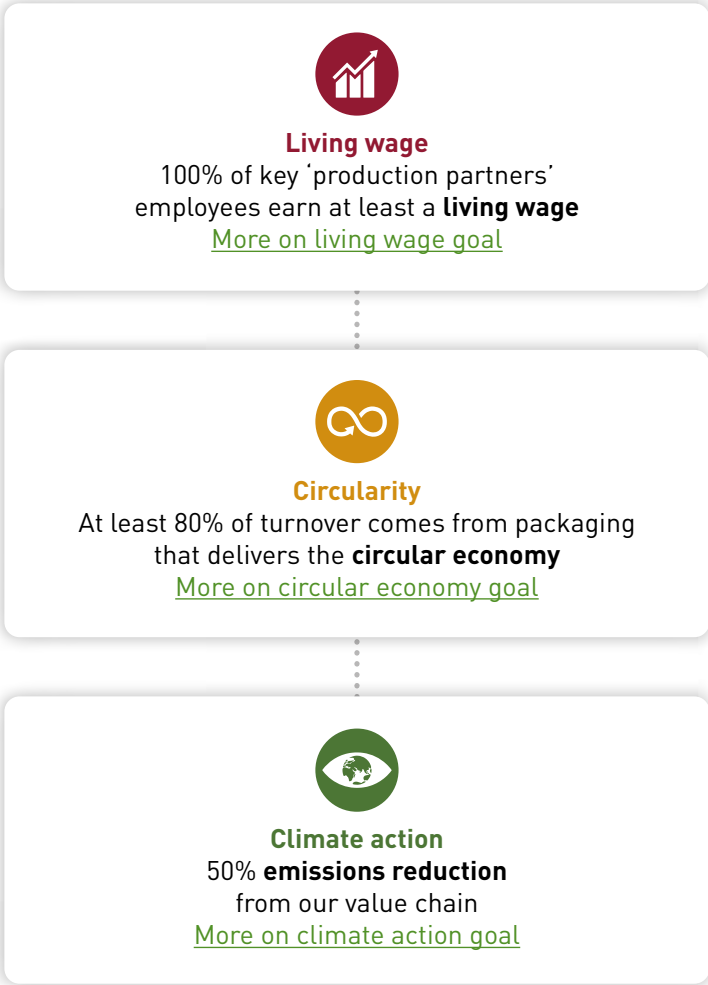 Living wage
100% of key ‘production partners’
employees earn at least a living wage
More on living wage goal
Circularity
At least 80% of turnover comes from packaging
that delivers the circular economy
More on circular economy goal
Climate action
50% emissions reduction
from our value chain
More on climate action goal